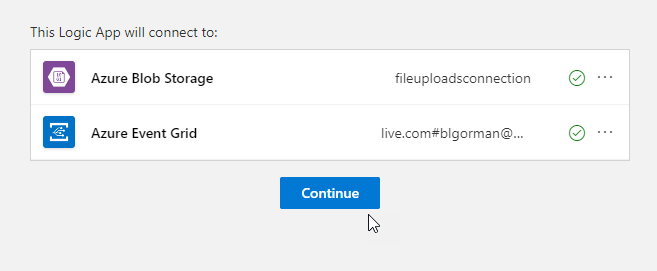 This Logic App will connect to:
Azure Blob Storage fileuploadsconnection ...
Azure Event Grid live.com#blgorman@... ...
Continue